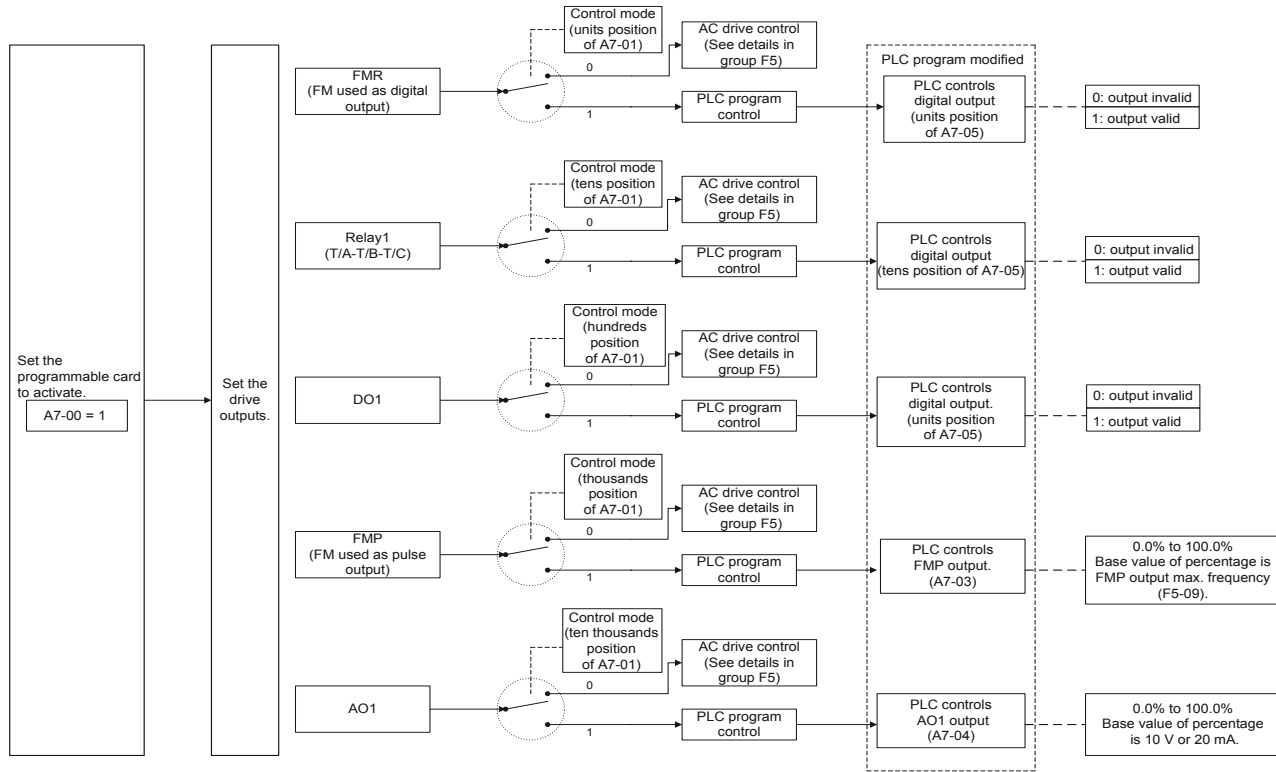 Set the
programmable card
to activate.
A7-00 = 1
Set the
drive
outputs.
FMR
(FM used as digital
output)
Control mode
(units position
of A7-01)
0
1
AC drive control
(See details in
group F5)
PLC program
control
PLC program modified
PLC controls
digital output
(units position
of A7-05)
0: output invalid
1: output valid
Relay1
(T/A-T/B-T/C)
Control mode
(tens position
of A7-01)
0
1
AC drive control
(See details in
group F5)
PLC program
control
PLC controls
digital output
(tens position of A7-05)
0: output invalid
1: output valid
DO1
Control mode
(hundreds
position
of A7-01)
0
1
AC drive control
(See details in
group F5)
PLC program
control
PLC controls
digital output.
(units position
of A7-05)
0: output invalid
1: output valid
FMP
(FM used as pulse
output)
Control mode
(thousands
position
of A7-01)
0
1
AC drive control
(See details in
group F5)
PLC program
control
PLC controls
FMP output.
(A7-03)
0.0% to 100.0%
Base value of percentage is
FMP output max. frequency
(F5-09).
AO1
Control mode
(ten thousands
position
of A7-01)
0
1
AC drive control
(See details in
group F5)
PLC program
control
PLC controls
AO1 output
(A7-04)
0.0% to 100.0%
Base value of percentage
is 10 V or 20 mA.